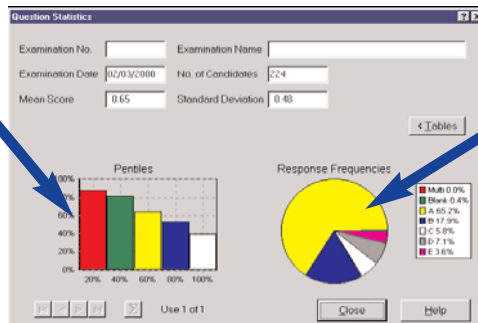 Question Statistics
Examination No.
Examination Name
Examination Date 02/03/2000
No. of Candidates 224
Mean Score 0.65
Standard Deviation 0.48
< Tables
Pentiles
100%
80%
60%
40%
20%
0%
20% 40% 60% 80% 100%
Response Frequencies
Multi 0.0%
Blank 0.4%
A 65.2%
B 17.9%
C 5.8%
D 7.1%
E 3.6%
Σ
Use 1 of 1
Close
Help